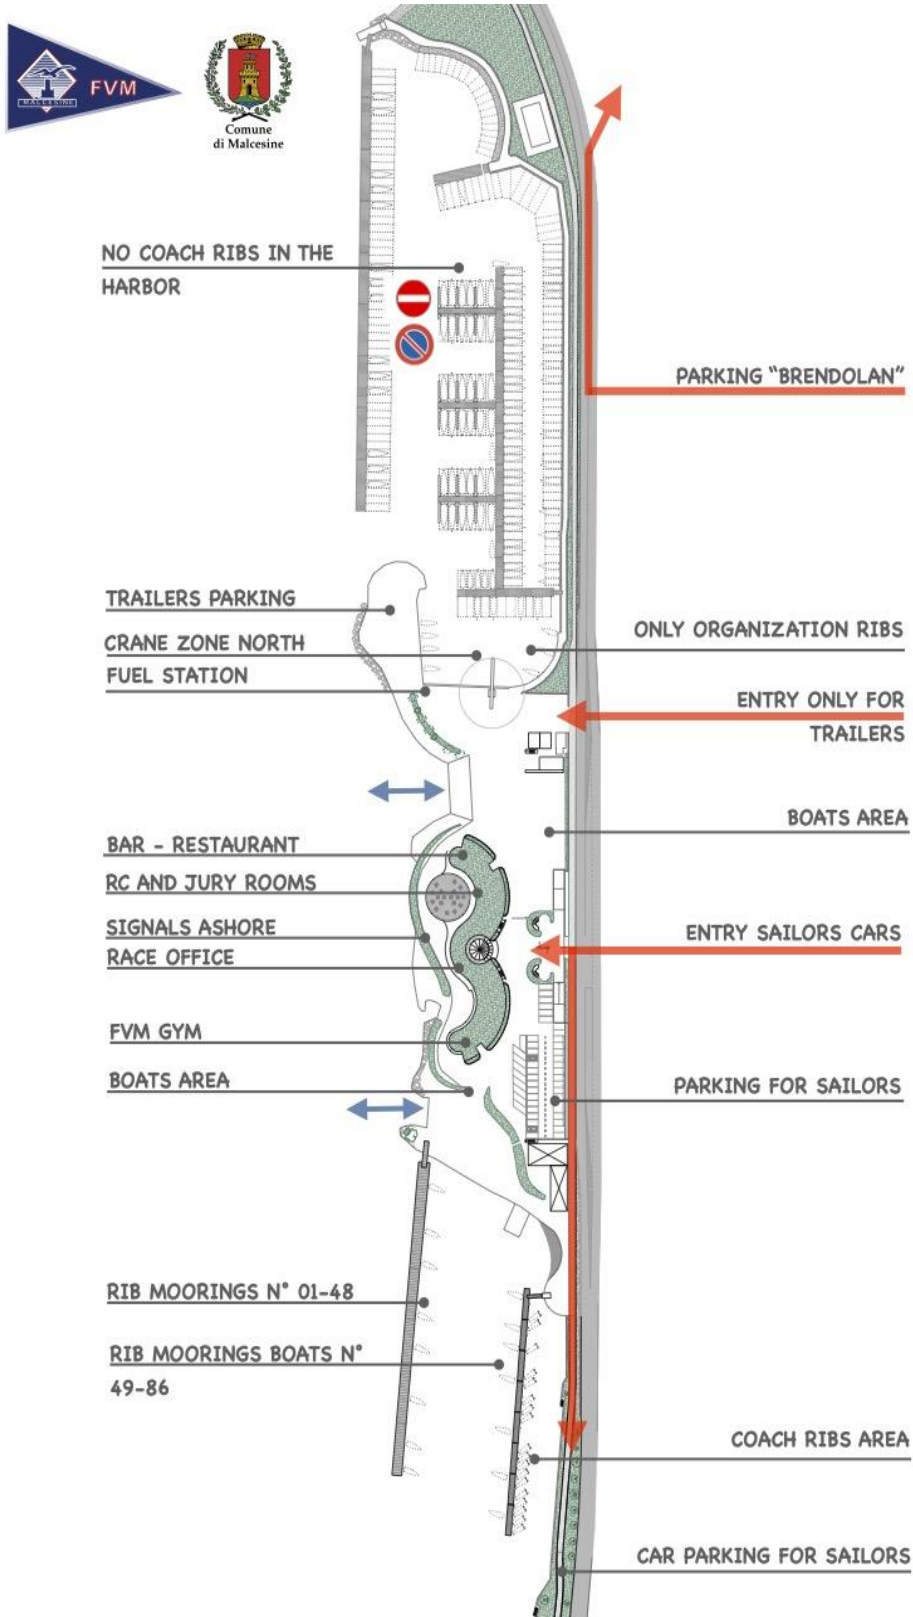 FVM
MALCESINE
Comune
di Malcesine
NO COACH RIBS IN THE
HARBOR
PARKING “BRENDOLAN”
TRAILERS PARKING
ONLY ORGANIZATION RIBS
CRANE ZONE NORTH
FUEL STATION
ENTRY ONLY FOR
TRAILERS
BOATS AREA
BAR - RESTAURANT
RC AND JURY ROOMS
SIGNALS ASHORE
ENTRY SAILORS CARS
RACE OFFICE
FVM GYM
BOATS AREA
PARKING FOR SAILORS
RIB MOORINGS N° 01-48
RIB MOORINGS BOATS N°
49-86
COACH RIBS AREA
CAR PARKING FOR SAILORS